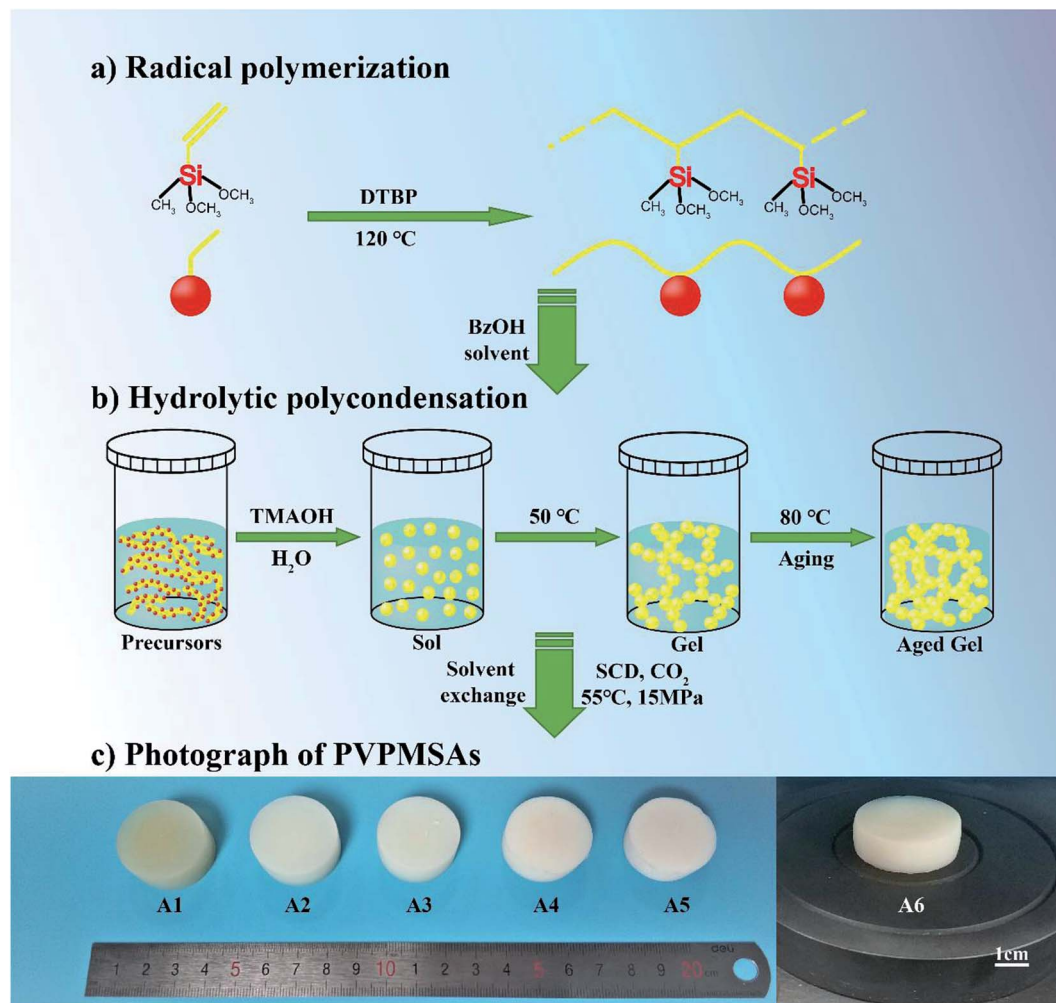 a) Radical polymerization
Si
CH3
OCH3
OCH3
DTBP
120 °C
Si
CH3
OCH3
OCH3
Si
CH3
OCH3
OCH3
BzOH
solvent
b) Hydrolytic polycondensation
TMAOH
H2O
50 °C
80 °C
Aging
Precursors
Sol
Gel
Aged Gel
Solvent
exchange
SCD, CO2
55°C, 15MPa
c) Photograph of PVPMSAs
A1
A2
A3
A4
A5
A6
1cm
deli
1 2 3 4 5 6 7 8 9 10 1 2 3 4 5 6 7 8 9 20 cm